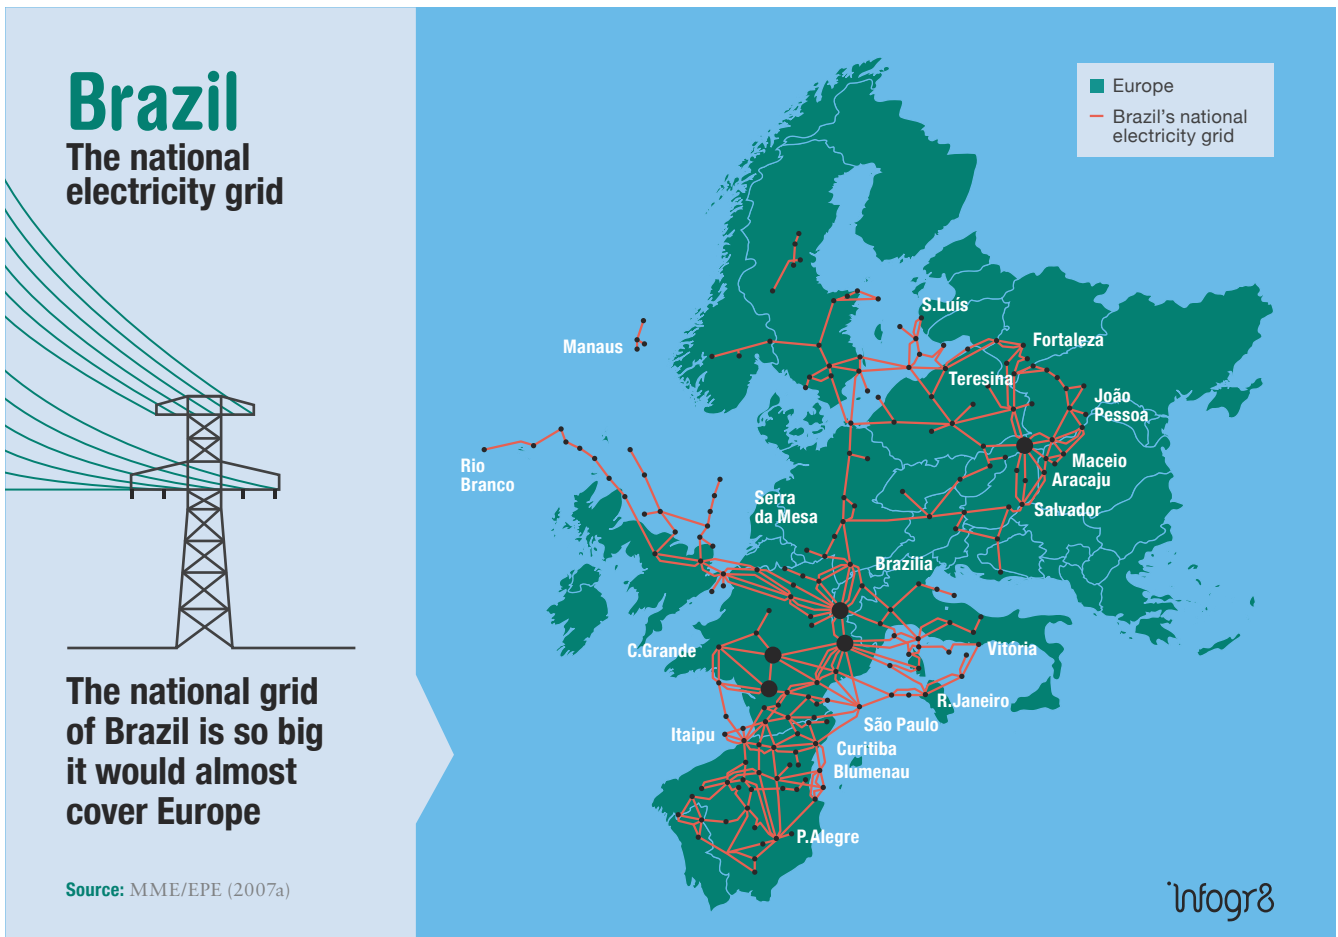 Brazil
The national
electricity grid
The national grid
of Brazil is so big
it would almost
cover Europe
Source: MME/EPE (2007a)
Europe
Brazil's national
electricity grid
S.Luís
Manaus
Fortaleza
Teresina
João
Pessoa
Rio
Branco
Maceio
Aracaju
Serra
da Mesa
Salvador
Brazília
C.Grande
Vitória
R.Janeiro
São Paulo
Itaipu
Curitiba
Blumenau
P.Alegre
infogr8